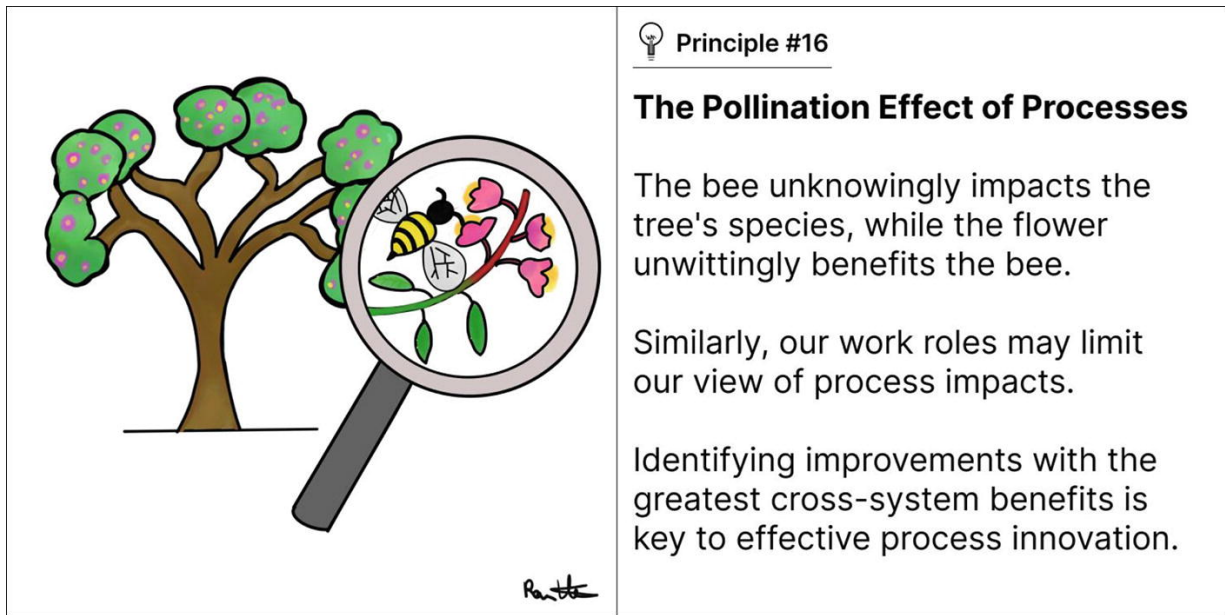 Principle #16
The Pollination Effect of Processes
The bee unknowingly impacts the
tree's species, while the flower
unwittingly benefits the bee.
Similarly, our work roles may limit
our view of process impacts.
Identifying improvements with the
greatest cross-system benefits is
key to effective process innovation.